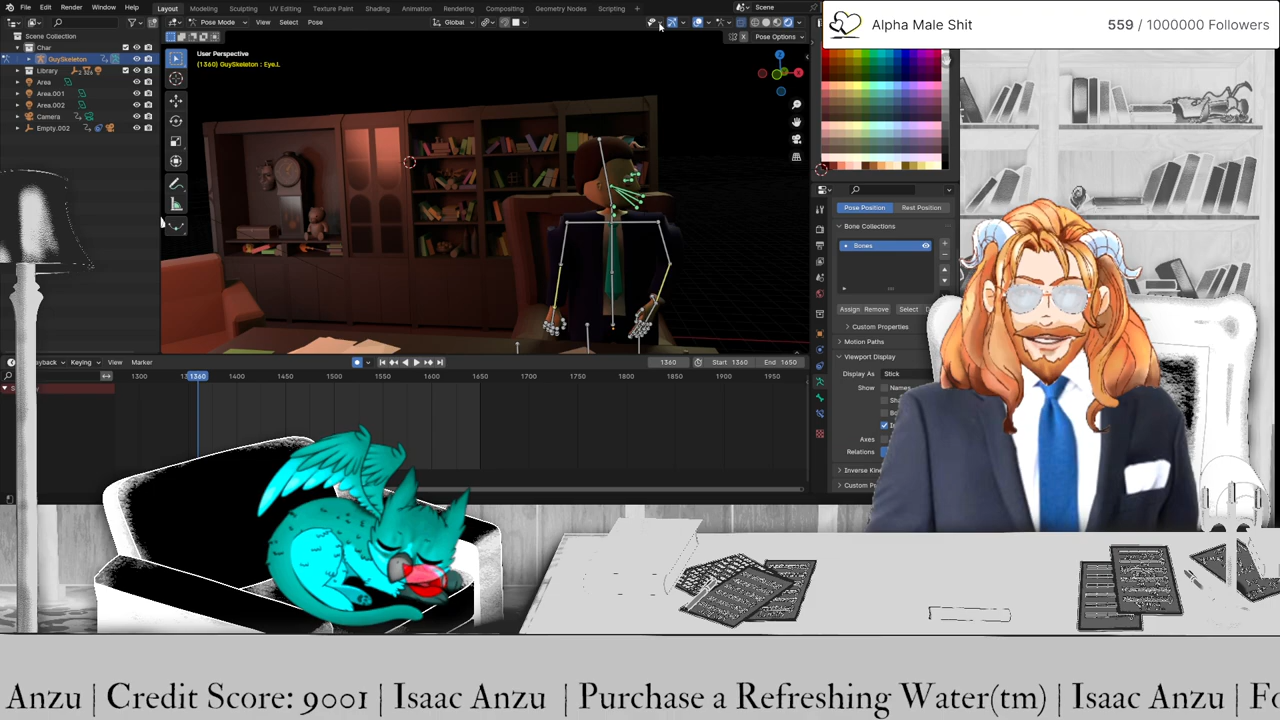 File Edit Render Window Help Layout Modeling Sculpting UV Editing Texture Paint Shading Animation Rendering Compositing Geometry Nodes Scripting + Scene
Pose Mode View Select Pose Global
Pose Options
Scene Collection
Char
GuySkeleton
Library
Area
Area.001
Area.002
Camera
Empty.002
User Perspective
(1360) GuySkeleton : Eye.L
Alpha Male Shit 559 / 1000000 Followers
Pose Position Rest Position
Bone Collections
Bones
Assign Remove Select
Custom Properties
Motion Paths
Viewport Display
Display As Stick
Show Names
Axes
Relations
Keying View Marker 1360 Start 1360 End 1650
1300 1360 1400 1450 1500 1550 1600 1650 1700 1750 1800 1850 1900 1950
Anzu | Credit Score: 9001 | Isaac Anzu | Purchase a Refreshing Water(tm) | Isaac Anzu |